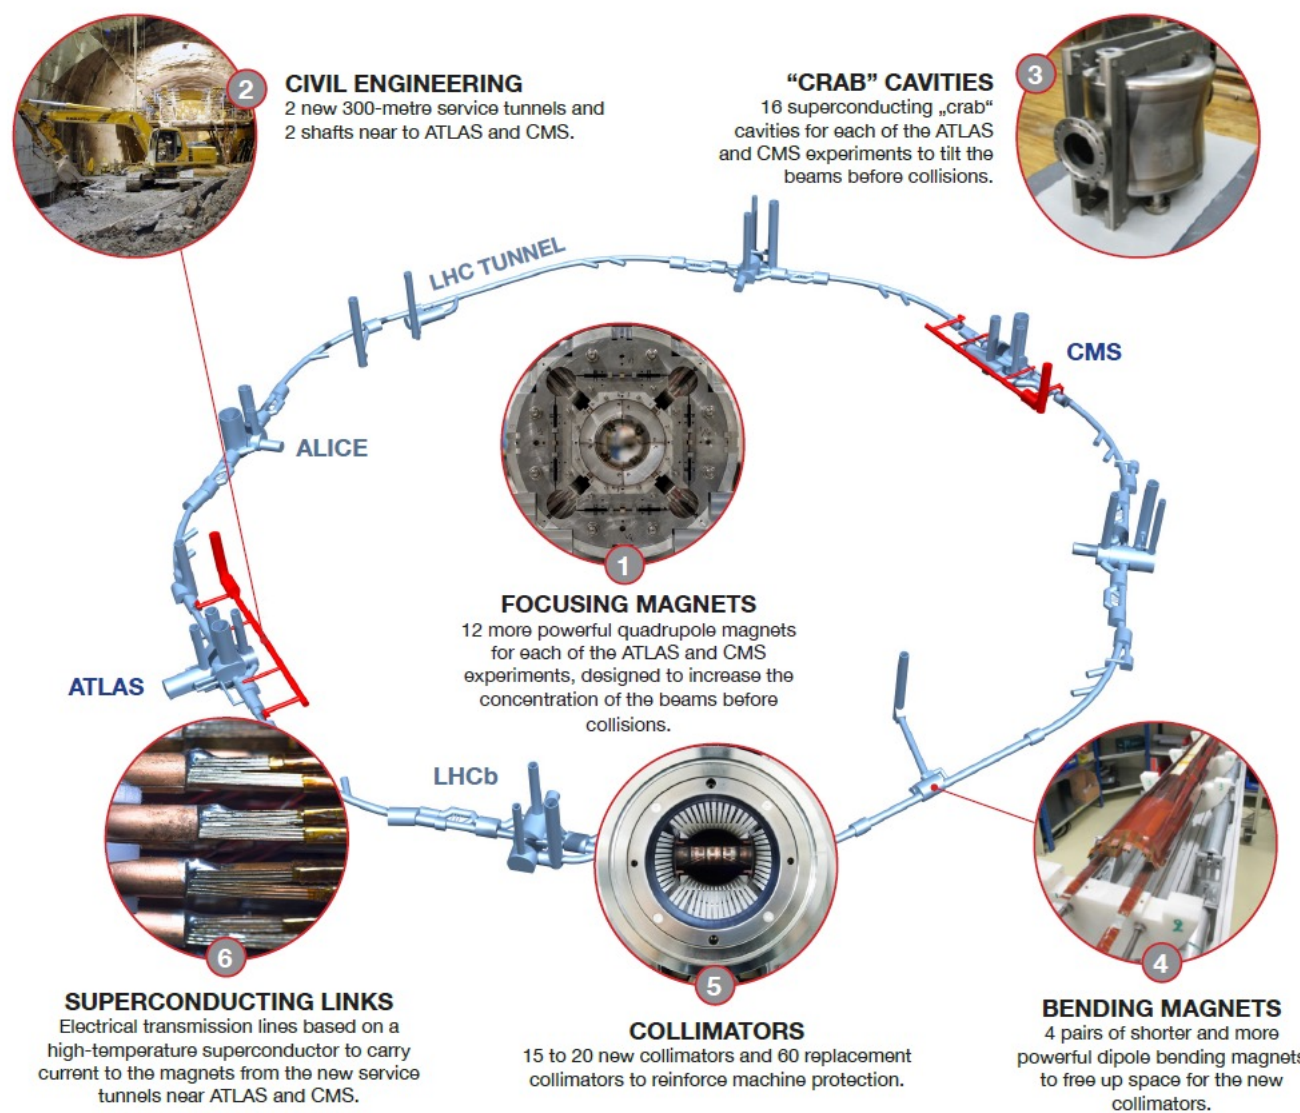 2
CIVIL ENGINEERING
2 new 300-metre service tunnels and
2 shafts near to ATLAS and CMS.
“CRAB” CAVITIES
16 superconducting „crab“
cavities for each of the ATLAS
and CMS experiments to tilt the
beams before collisions.
3
LHC TUNNEL
CMS
ALICE
1
FOCUSING MAGNETS
12 more powerful quadrupole magnets
for each of the ATLAS and CMS
experiments, designed to increase the
concentration of the beams before
collisions.
ATLAS
LHCb
6
SUPERCONDUCTING LINKS
Electrical transmission lines based on a
high-temperature superconductor to carry
current to the magnets from the new service
tunnels near ATLAS and CMS.
5
COLLIMATORS
15 to 20 new collimators and 60 replacement
collimators to reinforce machine protection.
2
4
BENDING MAGNETS
4 pairs of shorter and more
powerful dipole bending magnets
to free up space for the new
collimators.